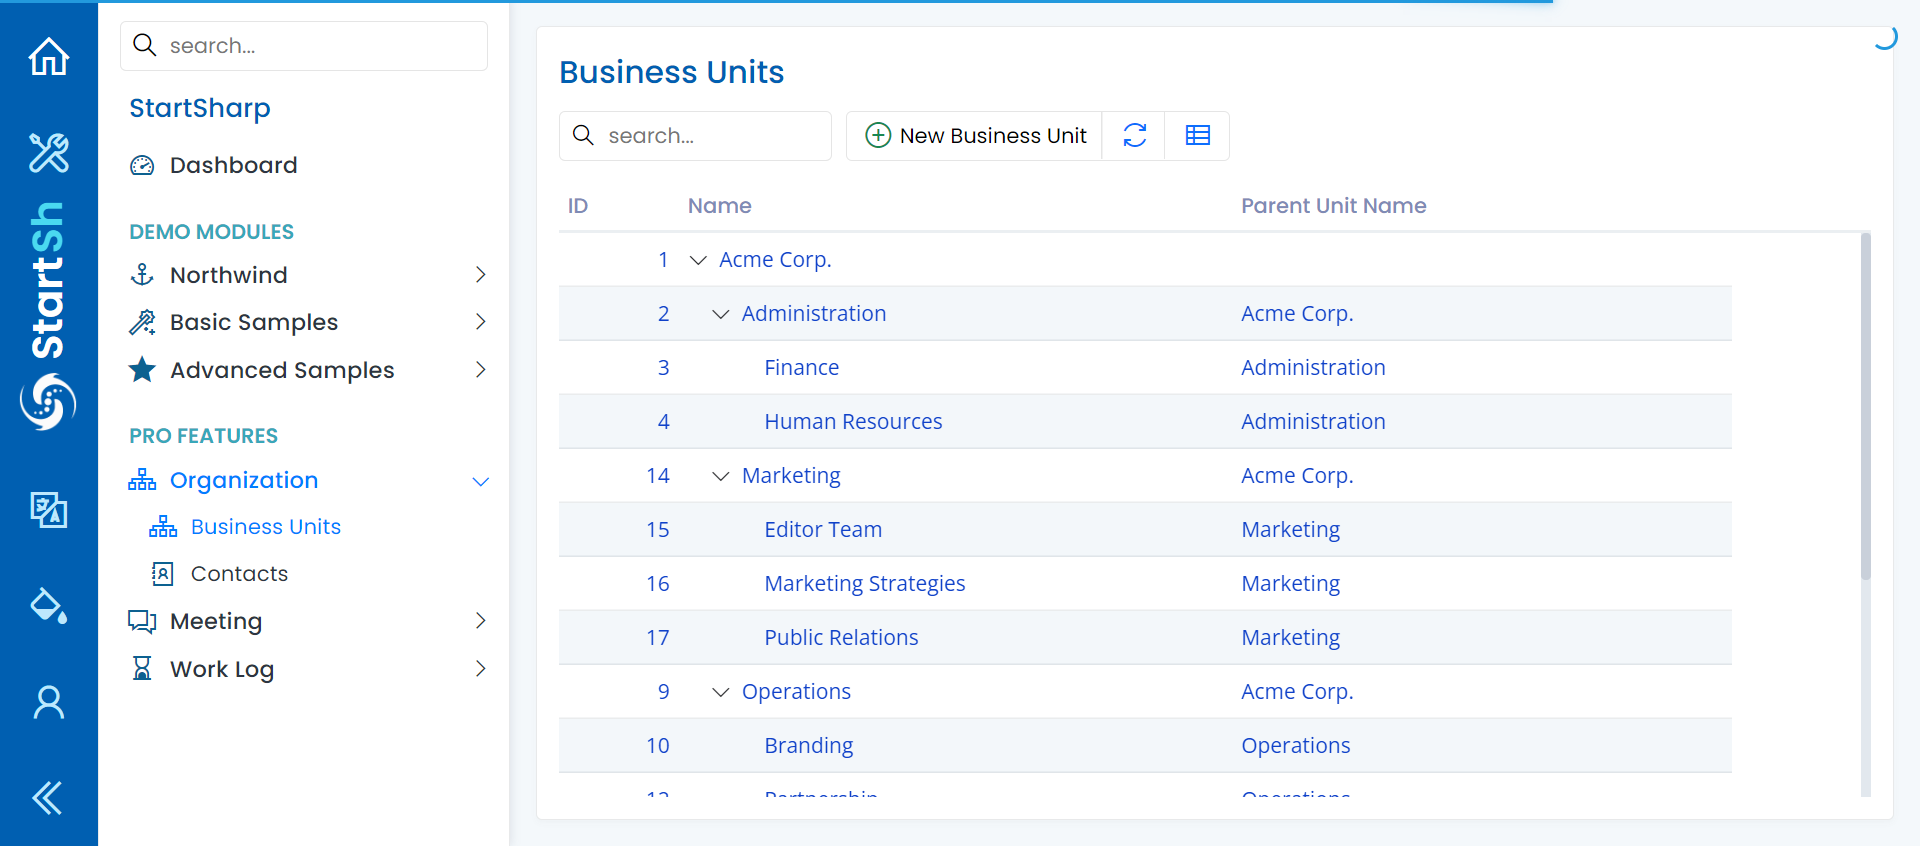 StartSh
search...
StartSharp
Dashboard
DEMO MODULES
Northwind
Basic Samples
Advanced Samples
PRO FEATURES
Organization
Business Units
Contacts
Meeting
Work Log
Business Units
search...
New Business Unit
ID Name Parent Unit Name
1 Acme Corp.
2 Administration Acme Corp.
3 Finance Administration
4 Human Resources Administration
14 Marketing Acme Corp.
15 Editor Team Marketing
16 Marketing Strategies Marketing
17 Public Relations Marketing
9 Operations Acme Corp.
10 Branding Operations
Partnership Operations